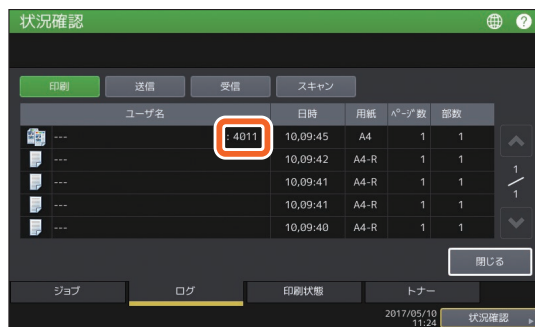 状況確認
?
印刷 送信 受信 スキャン
ユーザ名 日時 用紙 ページ数 部数
--- : 4011 10,09:45 A4 1 1
--- 10,09:42 A4-R 1 1
--- 10,09:41 A4-R 1 1
--- 10,09:41 A4-R 1 1
--- 10,09:40 A4-R 1 1
1
/
1
閉じる
ジョブ ログ 印刷状態 トナー
2017/05/10
11:24
状況確認